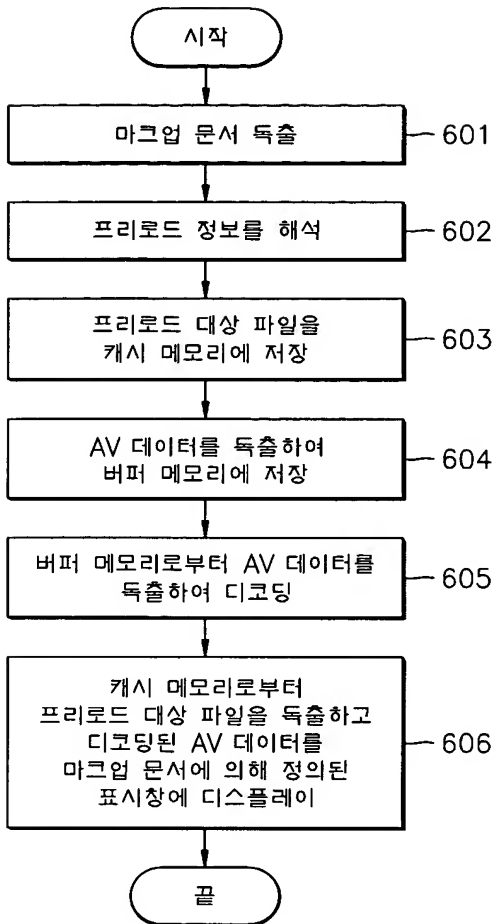 시작
마크업 문서 독출
601
프리로드 정보를 해석
602
프리로드 대상 파일을
캐시 메모리에 저장
603
AV 데이터를 독출하여
버퍼 메모리에 저장
604
버퍼 메모리로부터 AV 데이터를
독출하여 디코딩
605
캐시 메모리로부터
프리로드 대상 파일을 독출하고
디코딩된 AV 데이터를
마크업 문서에 의해 정의된
표시창에 디스플레이
606
끝